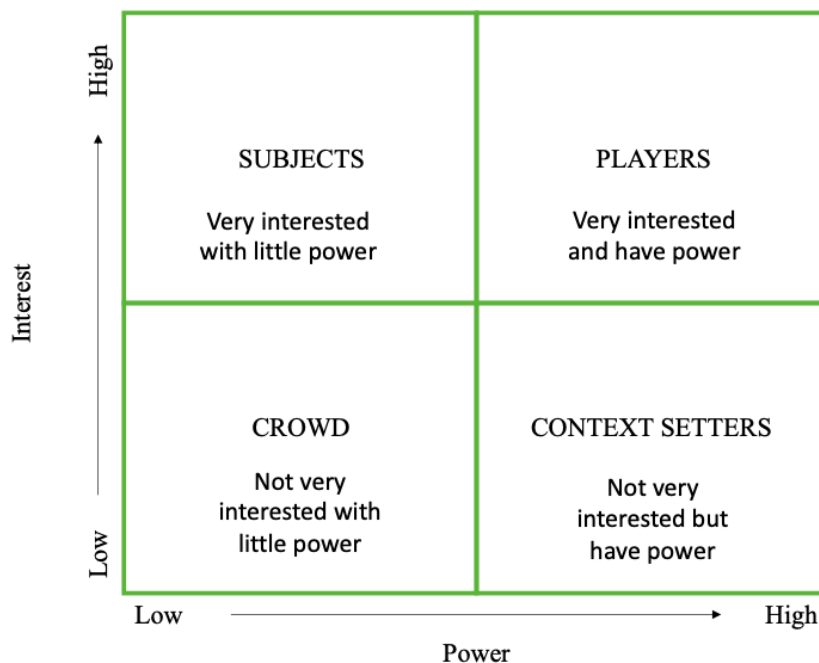 High
SUBJECTS
Very interested
with little power
PLAYERS
Very interested
and have power
Interest
CROWD
Not very
interested with
little power
CONTEXT SETTERS
Not very
interested but
have power
Low
Low
High
Power